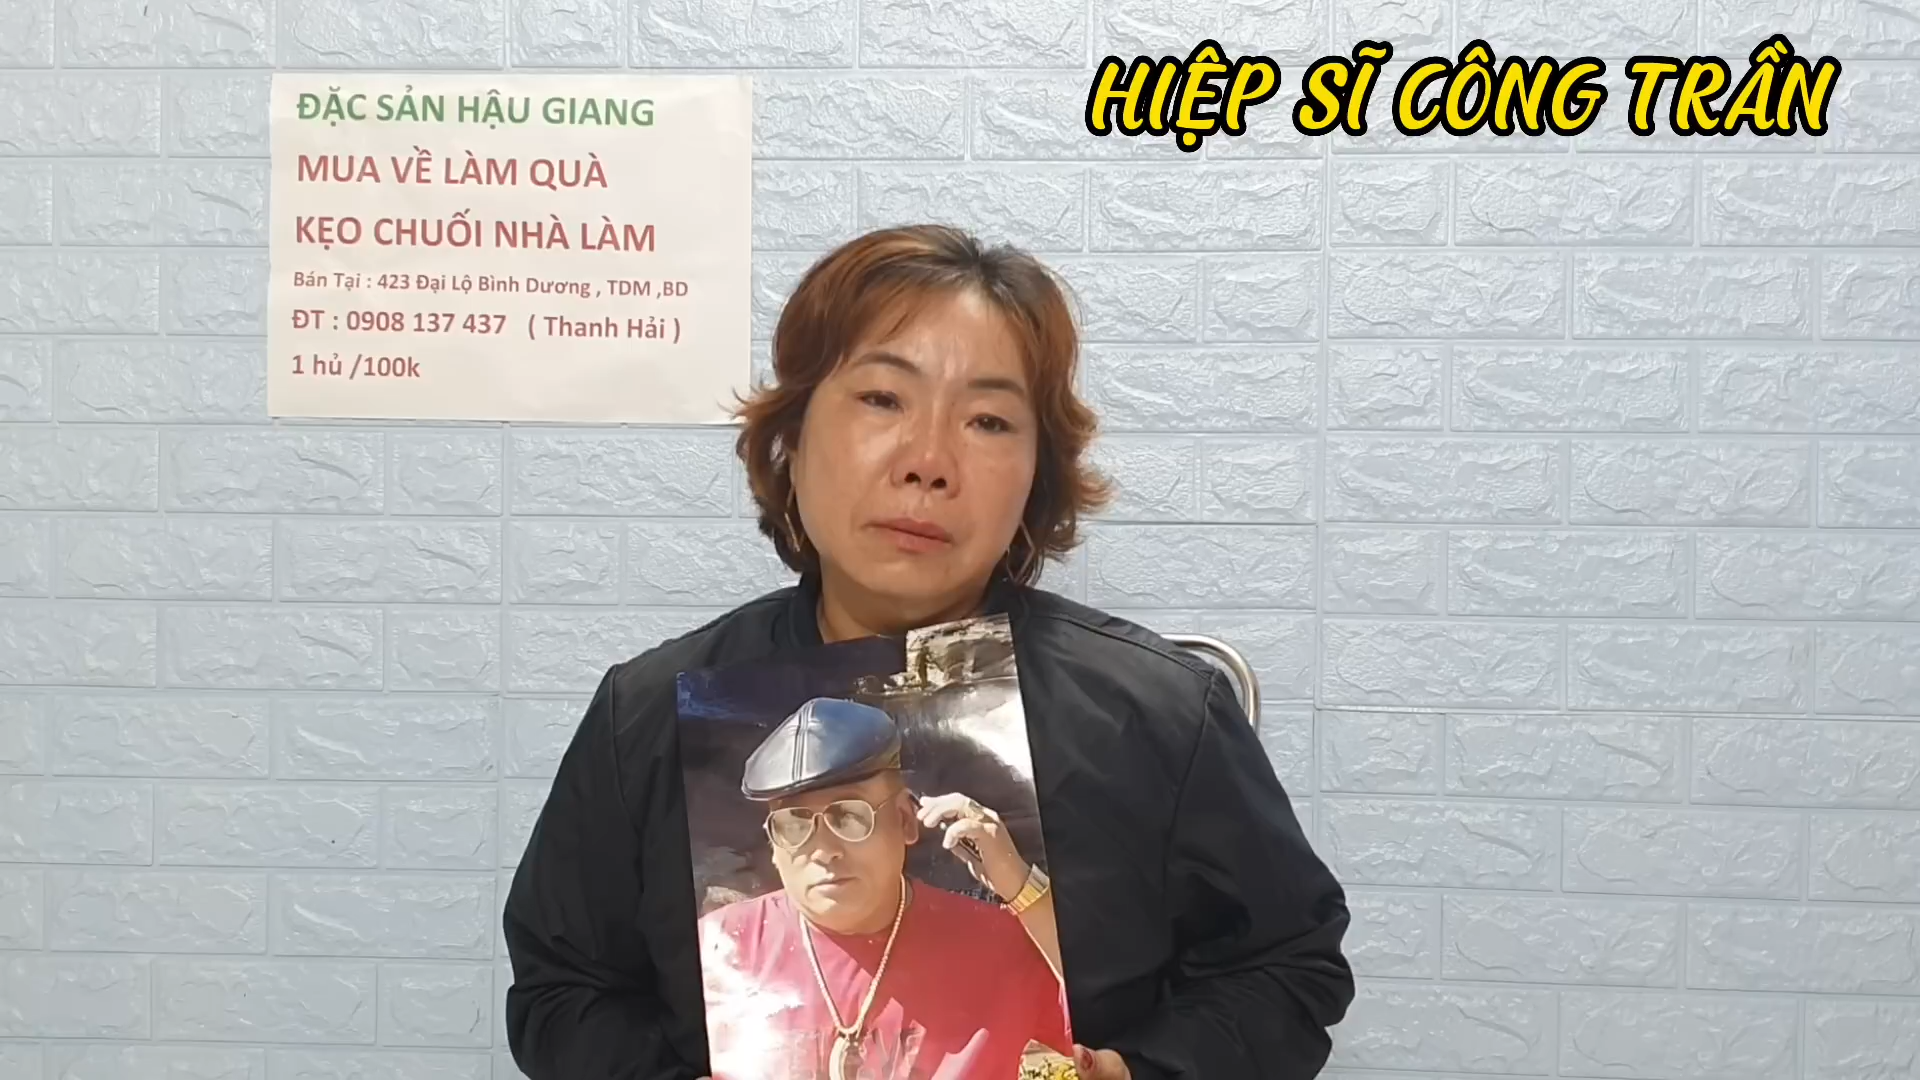 HIỆP SĨ CÔNG TRẦN
ĐẶC SẢN HẬU GIANG
MUA VỀ LÀM QUÀ
KẸO CHUỐI NHÀ LÀM
Bán Tại : 423 Đại Lộ Bình Dương , TDM ,BD
ĐT : 0908 137 437 ( Thanh Hải )
1 hủ /100k